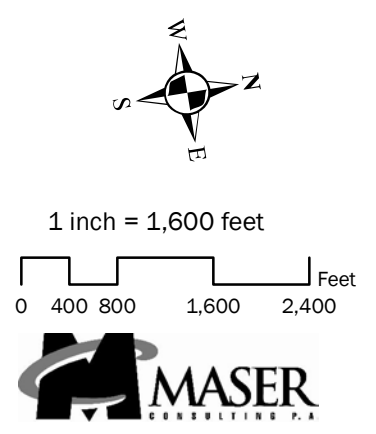 W
N
S
E
1 inch = 1,600 feet
Feet
0 400 800 1,600 2,400
MASER
CONSULTING P.A.